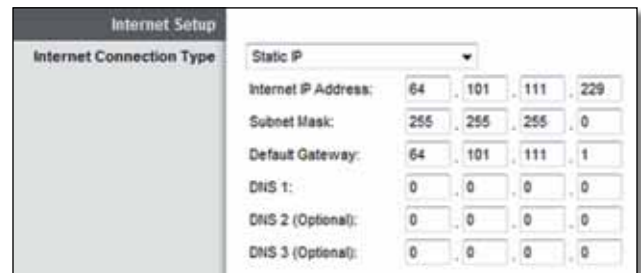 Internet Setup
Internet Connection Type Static IP
Internet IP Address: 64 . 101 . 111 . 229
Subnet Mask: 255 . 255 . 255 . 0
Default Gateway: 64 . 101 . 111 . 1
DNS 1: 0 . 0 . 0 . 0
DNS 2 (Optional): 0 . 0 . 0 . 0
DNS 3 (Optional): 0 . 0 . 0 . 0